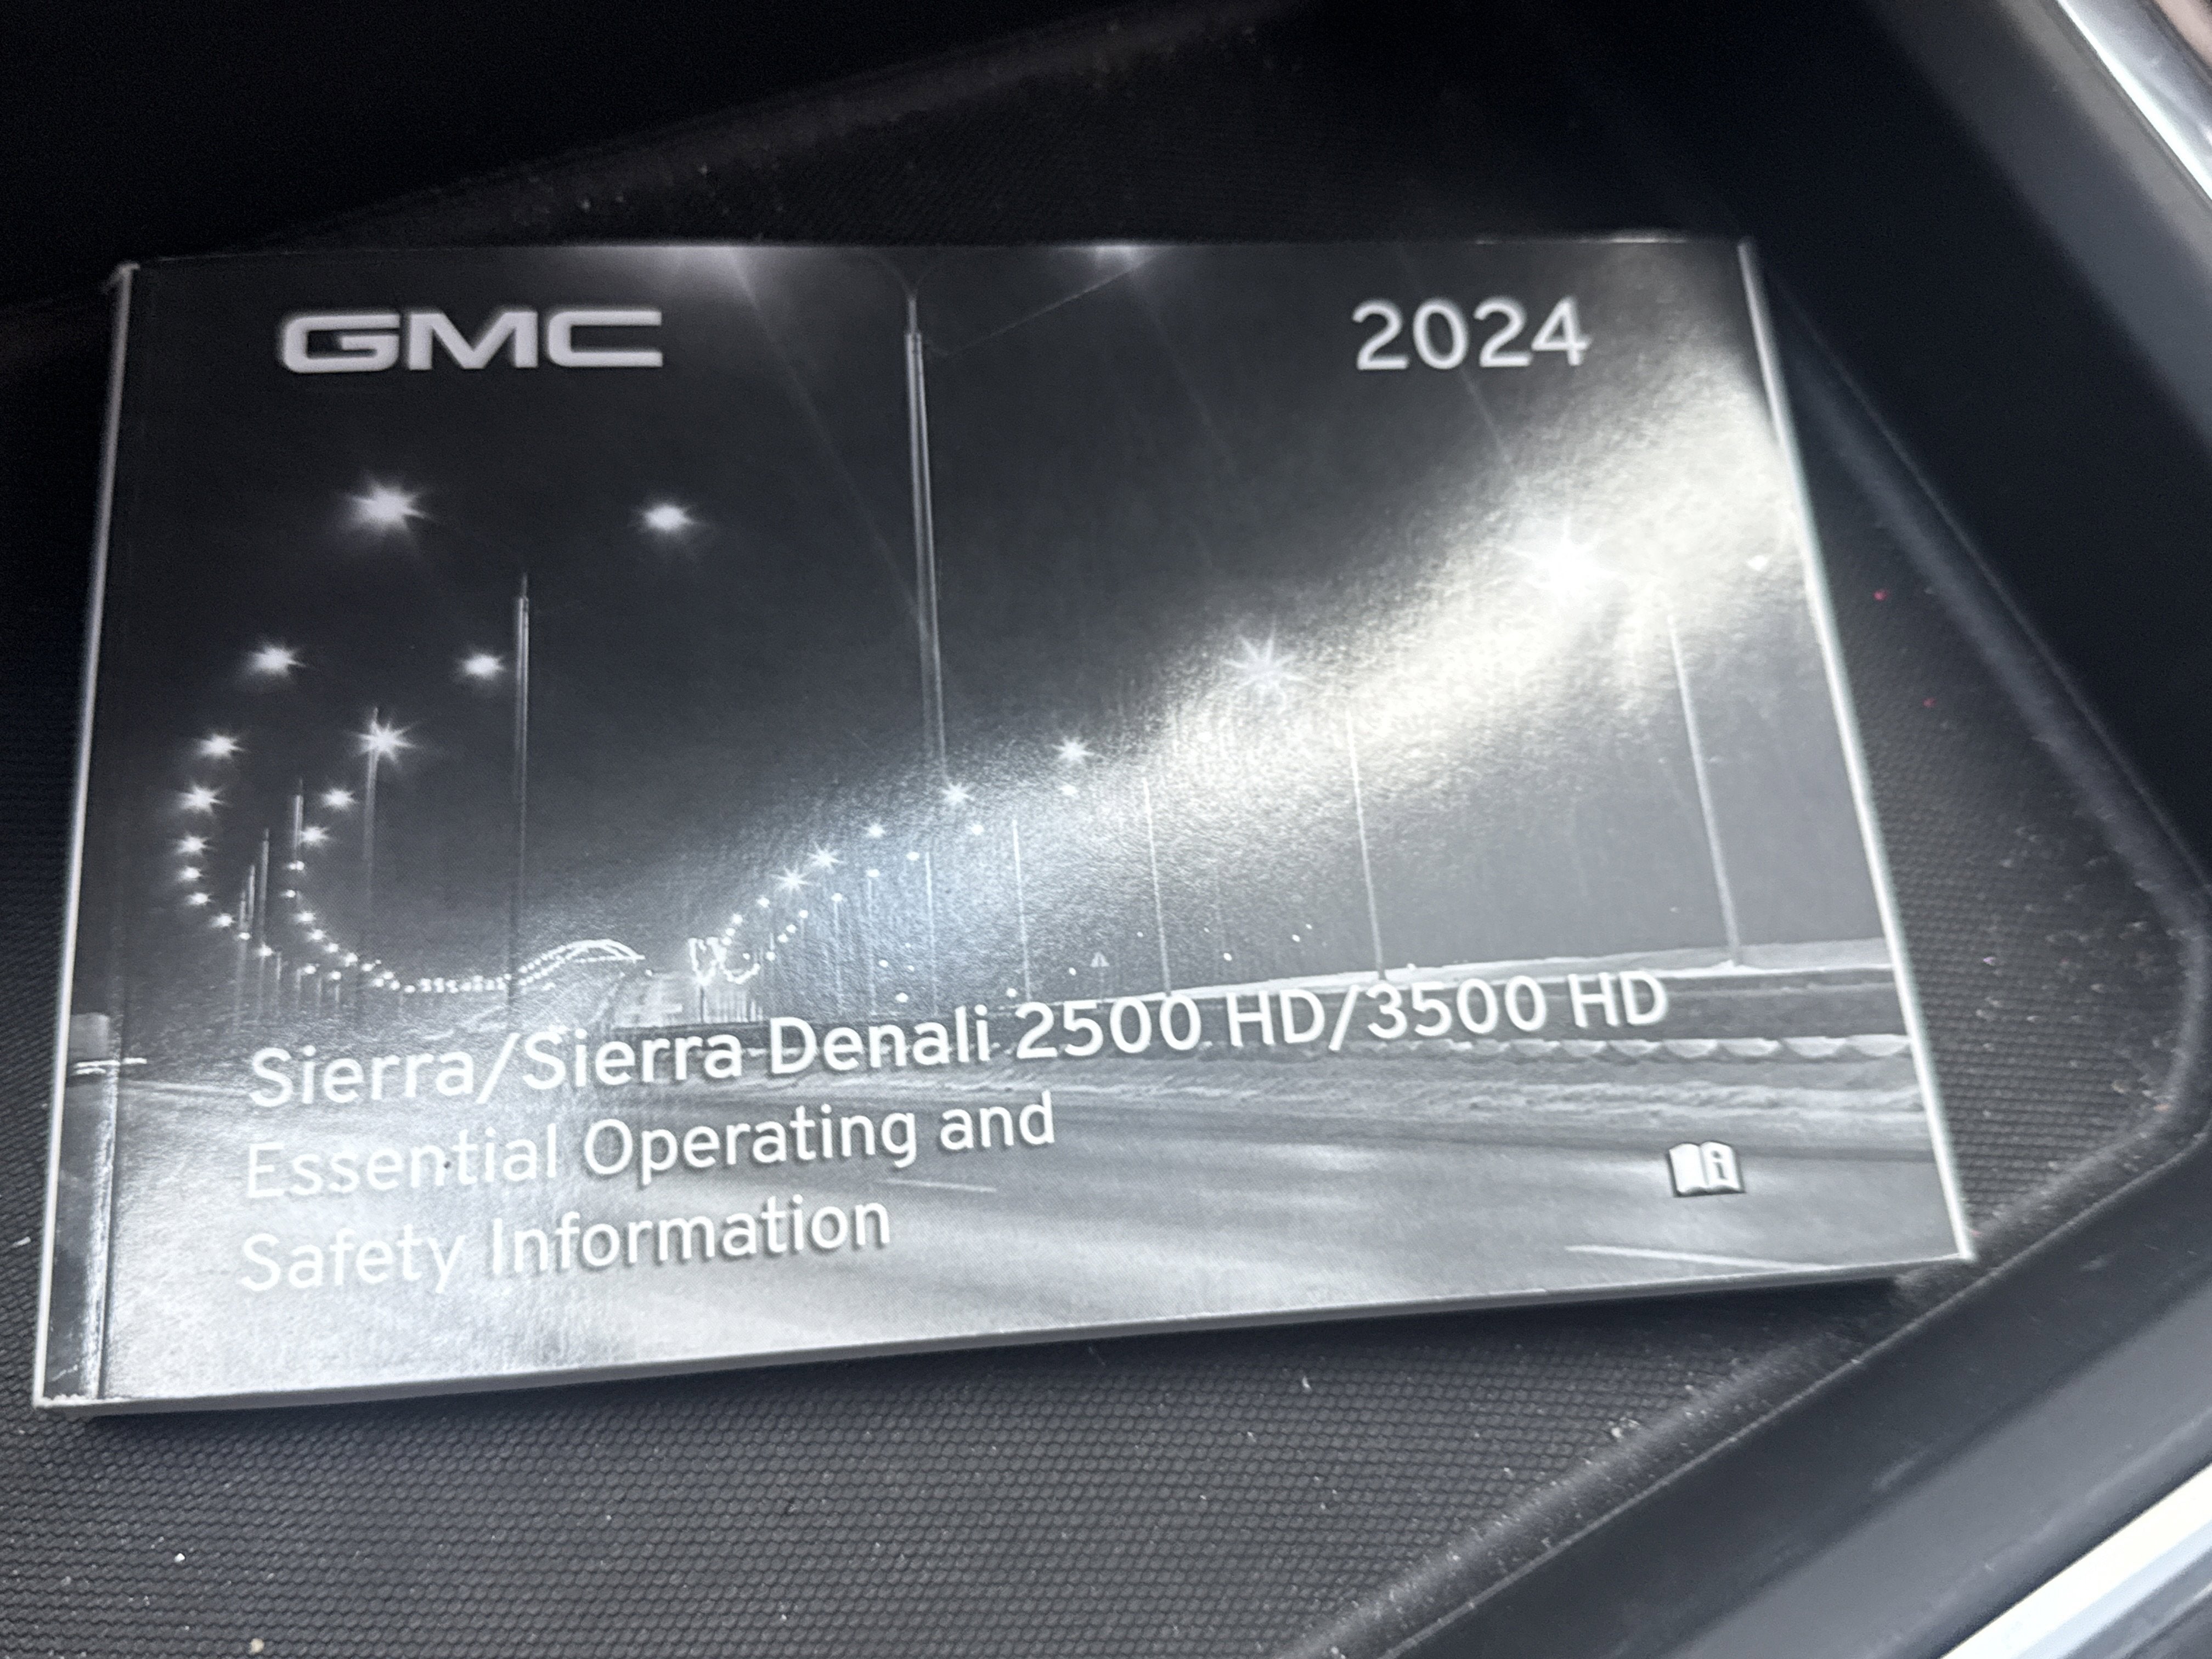 GMC 2024
Sierra/Sierra Denali 2500 HD/3500 HD
Essential Operating and
Safety Information